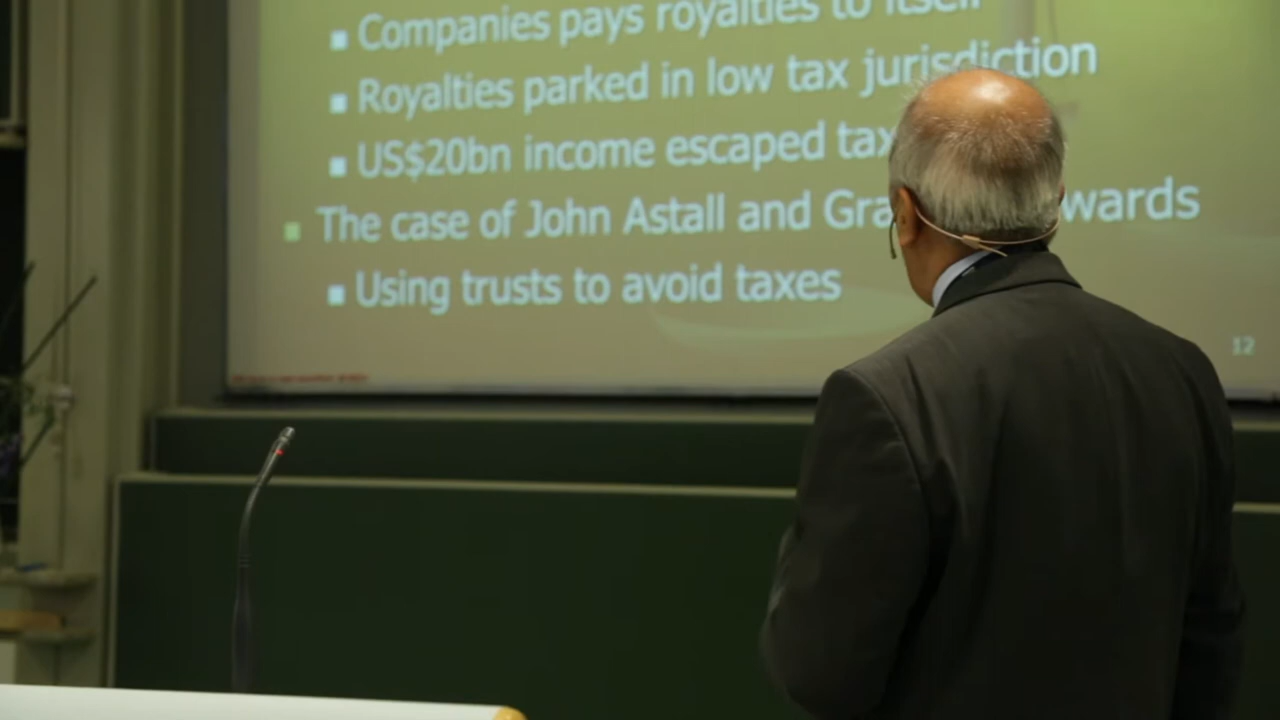 Companies pays royalties to itself
Royalties parked in low tax jurisdiction
US$20bn income escaped tax
The case of John Astall and Gra wards
Using trusts to avoid taxes
12